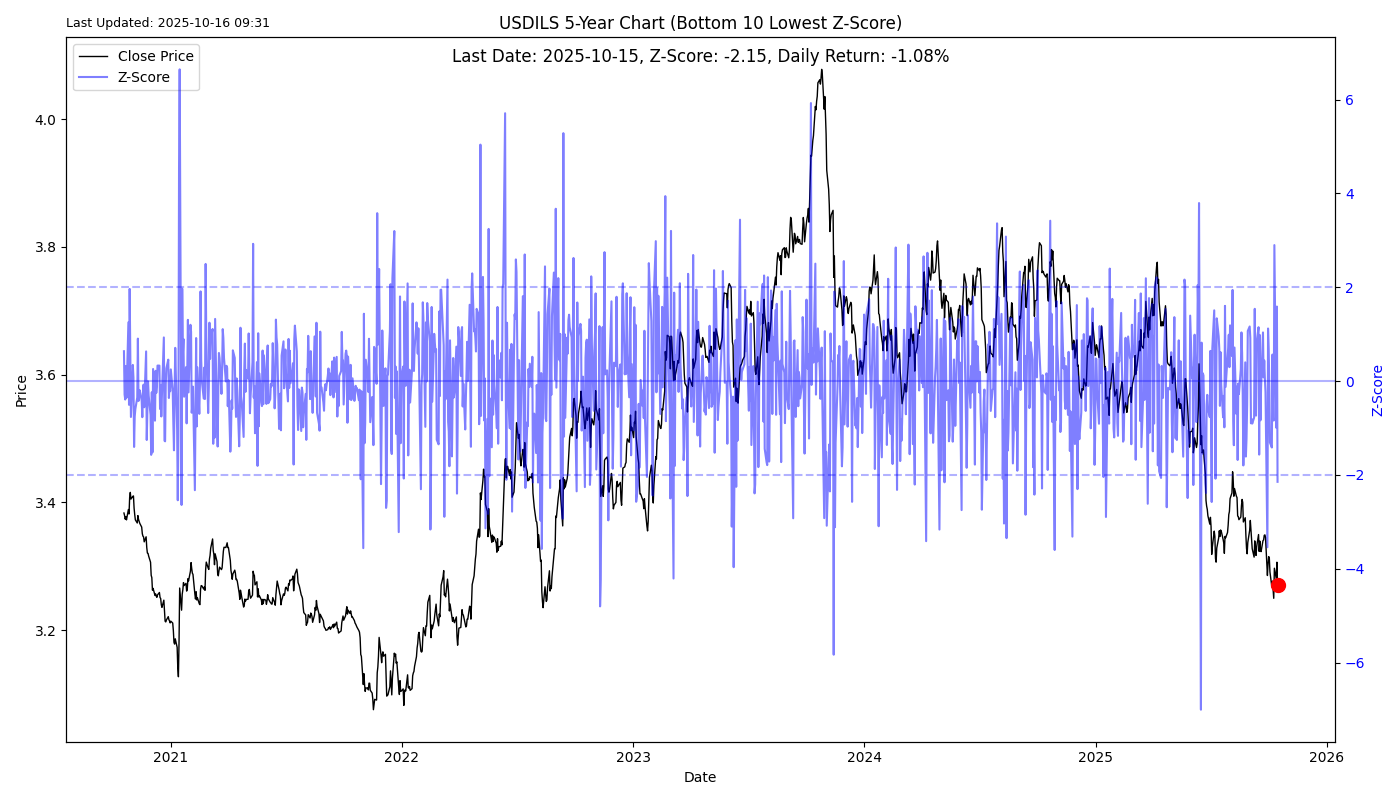 Last Updated: 2025-10-16 09:31
USDILS 5-Year Chart (Bottom 10 Lowest Z-Score)
Last Date: 2025-10-15, Z-Score: -2.15, Daily Return: -1.08%
Close Price
Z-Score
4.0
3.8
3.6
3.4
3.2
Price
6
4
2
0
−2
−4
−6
Z-Score
2021
2022
2023
2024
2025
2026
Date